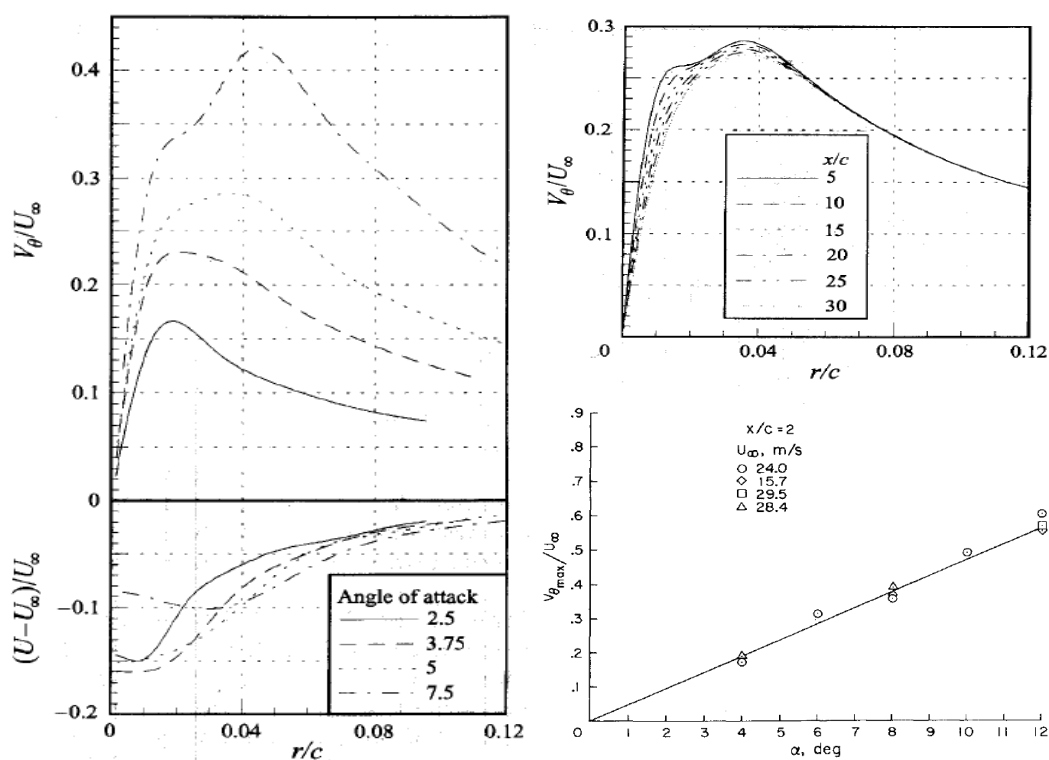 V_θ/U_∞
0.4
0.3
0.2
0.1
0
(U−U_∞)/U_∞
−0.1
−0.2
Angle of attack
2.5
3.75
5
7.5
0 0.04 0.08 0.12
r/c
V_θ/U_∞
0.3
0.2
0.1
x/c
5
10
15
20
25
30
0 0.04 0.08 0.12
r/c
V_θmax/U_∞
.9
.8
.7
.6
.5
.4
.3
.2
.1
x/c = 2
U_∞, m/s
24.0
15.7
29.5
28.4
0 1 2 3 4 5 6 7 8 9 10 11 12
α, deg